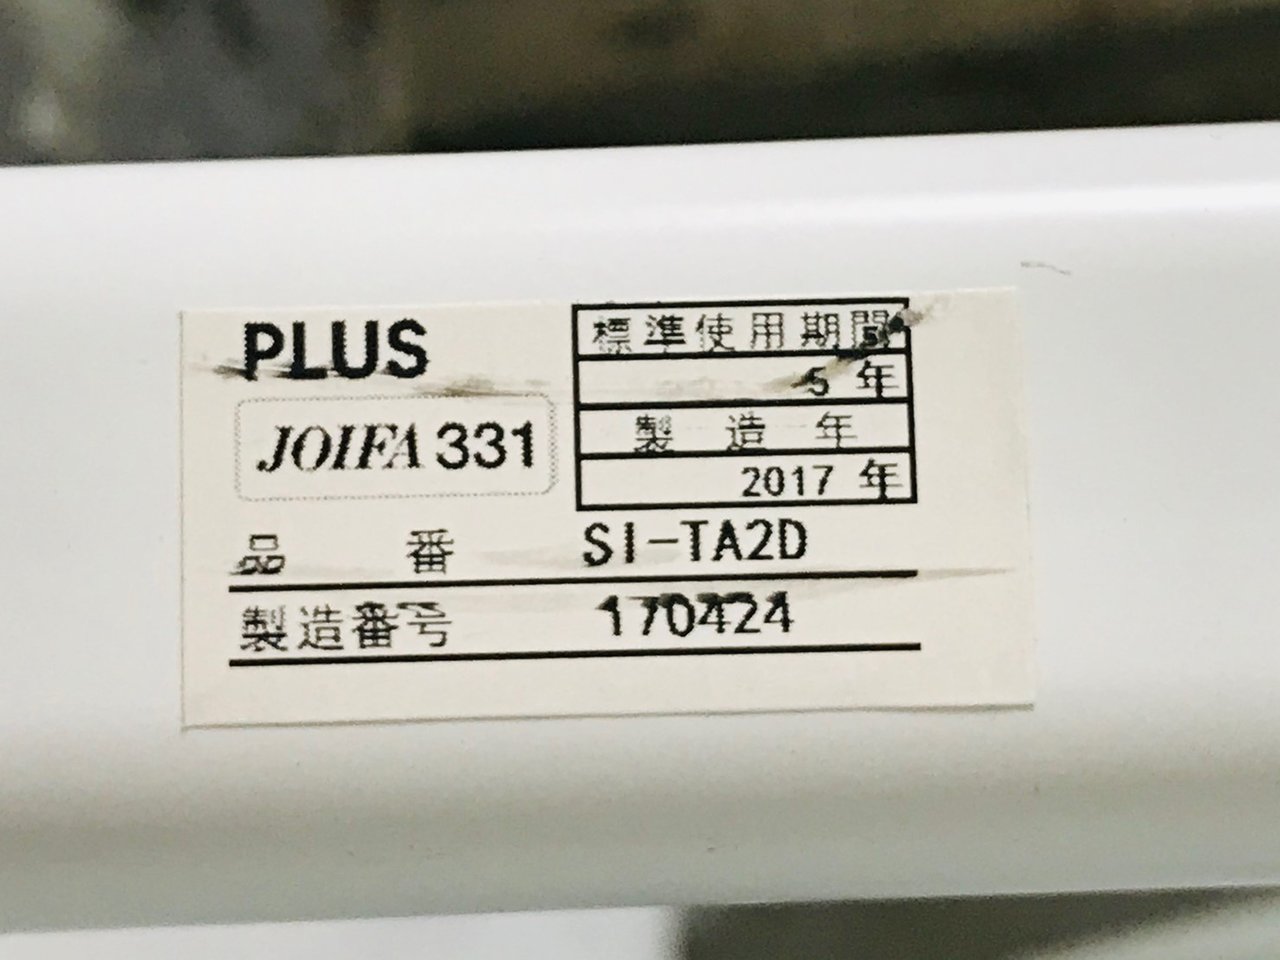 PLUS
JOIFA 331
標準使用期間
5 年
製 造 年
2017 年
品 番 SI-TA2D
製造番号 170424